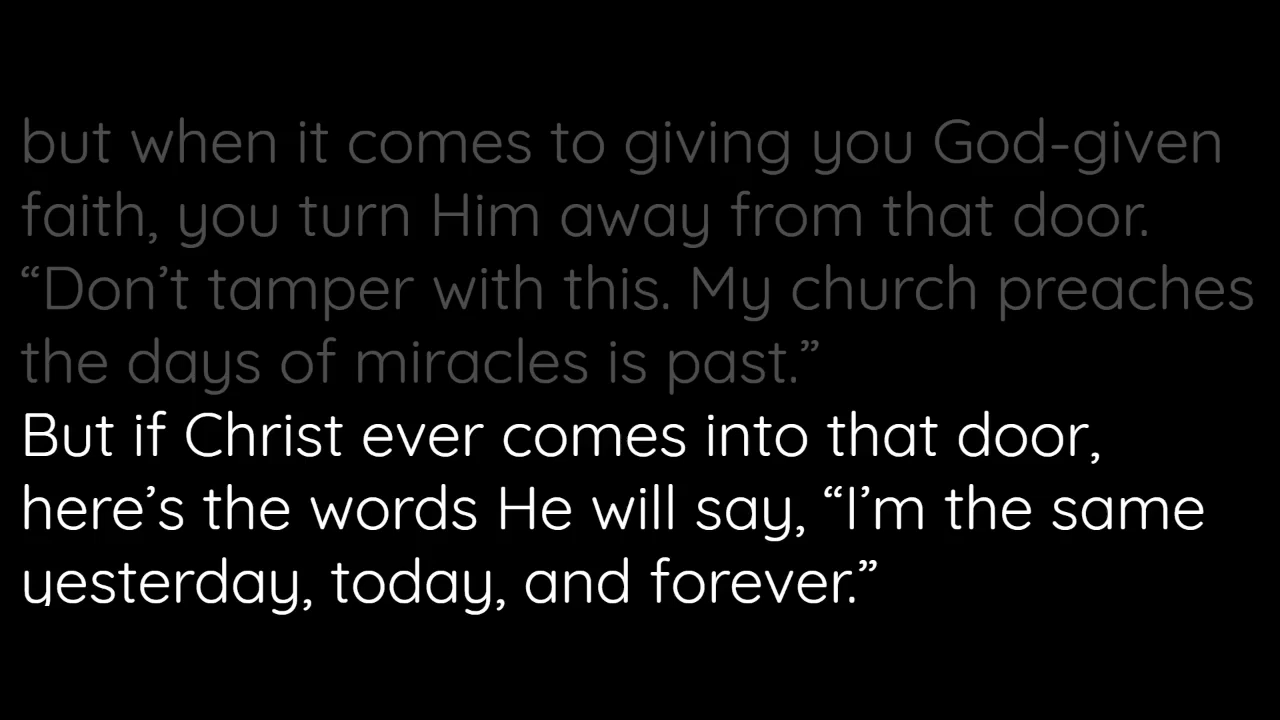 but when it comes to giving you God-given
faith, you turn Him away from that door.
“Don’t tamper with this. My church preaches
the days of miracles is past.”
But if Christ ever comes into that door,
here’s the words He will say, “I’m the same
yesterday, today, and forever.”